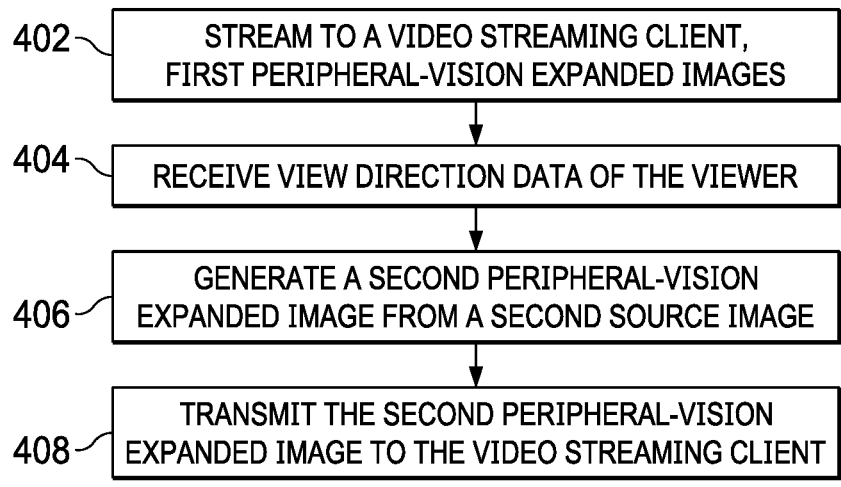 402
STREAM TO A VIDEO STREAMING CLIENT,
FIRST PERIPHERAL-VISION EXPANDED IMAGES
404
RECEIVE VIEW DIRECTION DATA OF THE VIEWER
406
GENERATE A SECOND PERIPHERAL-VISION
EXPANDED IMAGE FROM A SECOND SOURCE IMAGE
408
TRANSMIT THE SECOND PERIPHERAL-VISION
EXPANDED IMAGE TO THE VIDEO STREAMING CLIENT